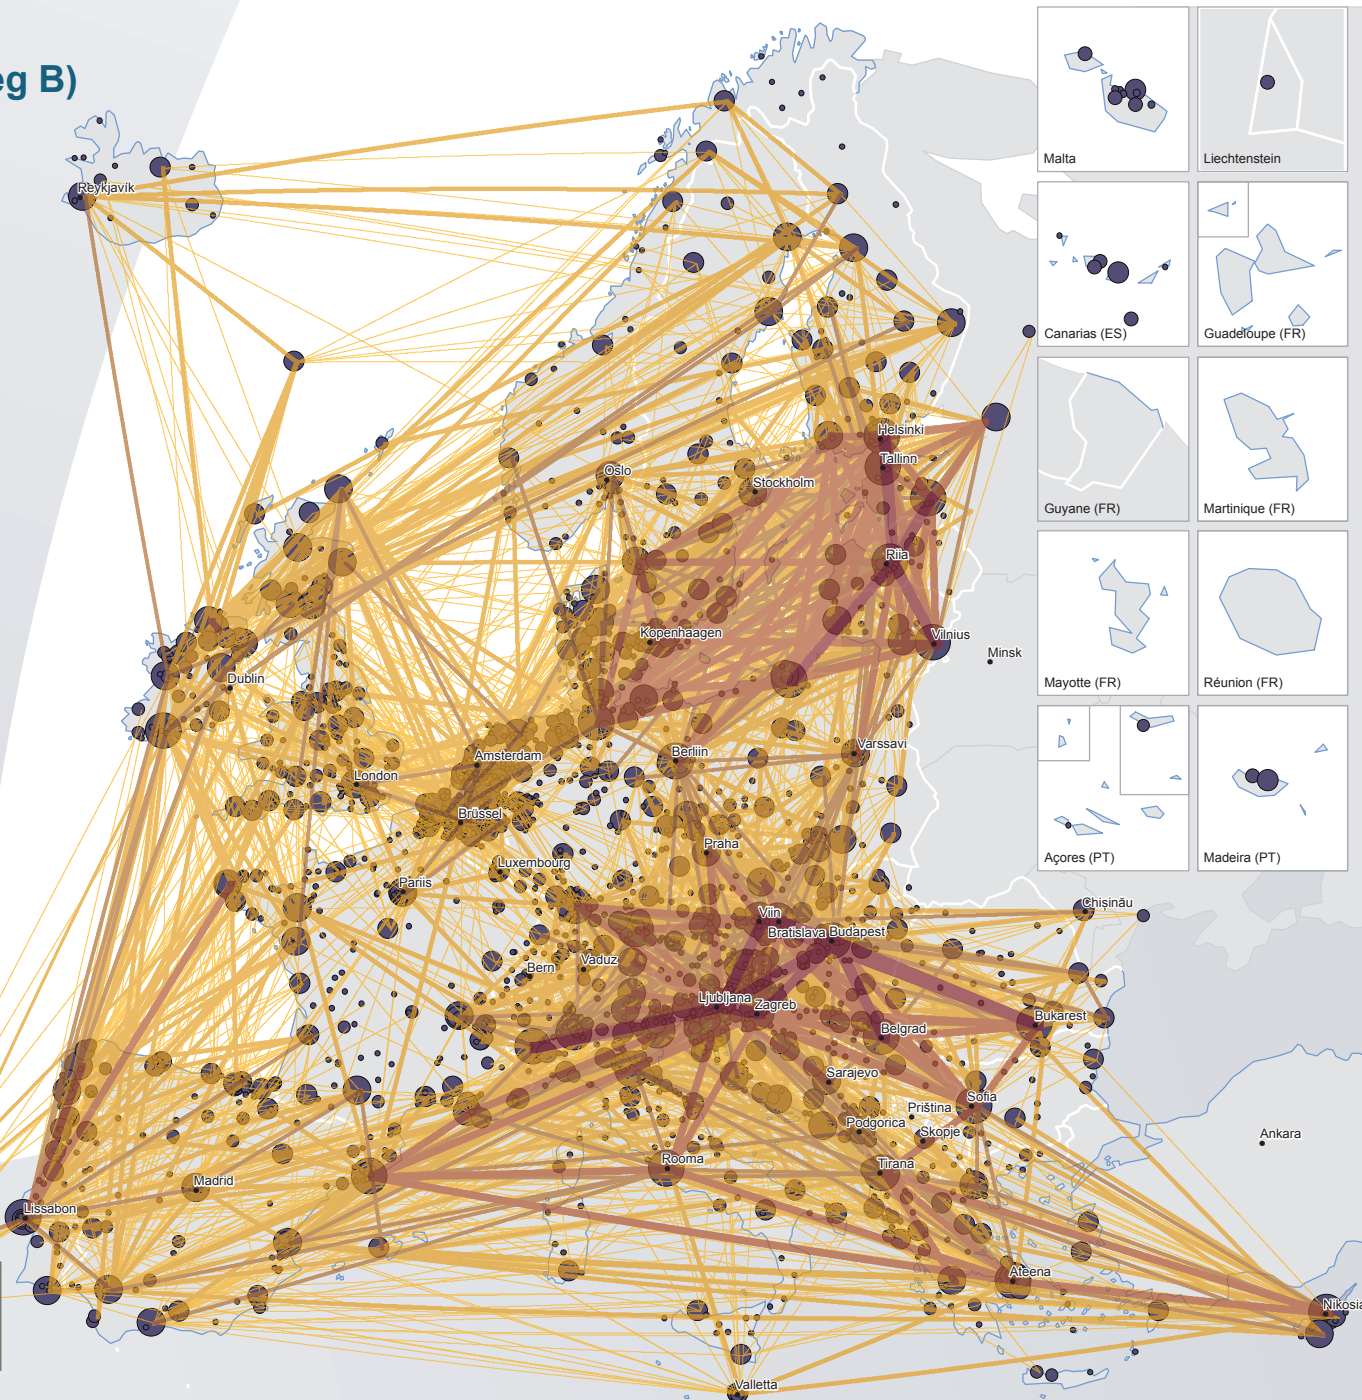 eg B)
Malta
Liechtenstein
Reykjavík
Canarias (ES)
Guadeloupe (FR)
Helsinki
Tallinn
Oslo
Stockholm
Guyane (FR)
Martinique (FR)
Riia
Kopenhaagen
Vilnius
Minsk
Dublin
Mayotte (FR)
Réunion (FR)
Amsterdam
Berliin
Varssavi
London
Brüssel
Praha
Luxembourg
Pariis
Açores (PT)
Madeira (PT)
Viin
Chișinău
Bratislava
Budapest
Bern
Vaduz
Ljubljana
Zagreb
Bukarest
Belgrad
Sarajevo
Sofia
Priština
Podgorica
Skopje
Ankara
Rooma
Tirana
Madrid
Lissabon
Ateena
Nikosia
Valletta